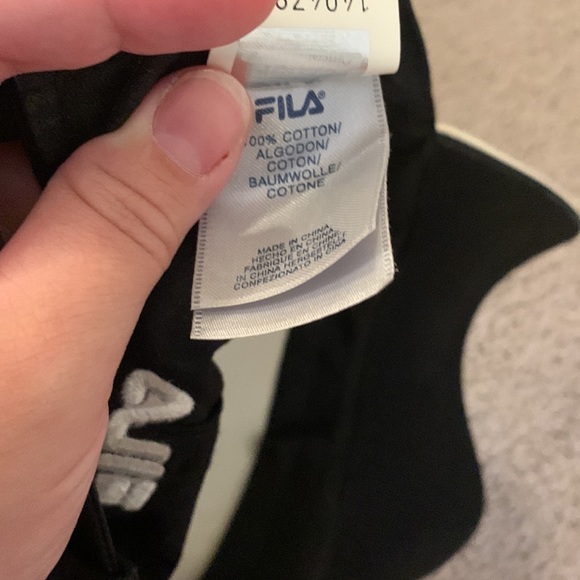 FILA®
00% COTTON/
ALGODON/
COTON/
BAUMWOLLE/
COTONE
MADE IN CHINA
HECHO EN CHINA
FABRIQUE EN CHINE
IN CHINA HERGESTELLT
CONFEZIONATO IN CINA